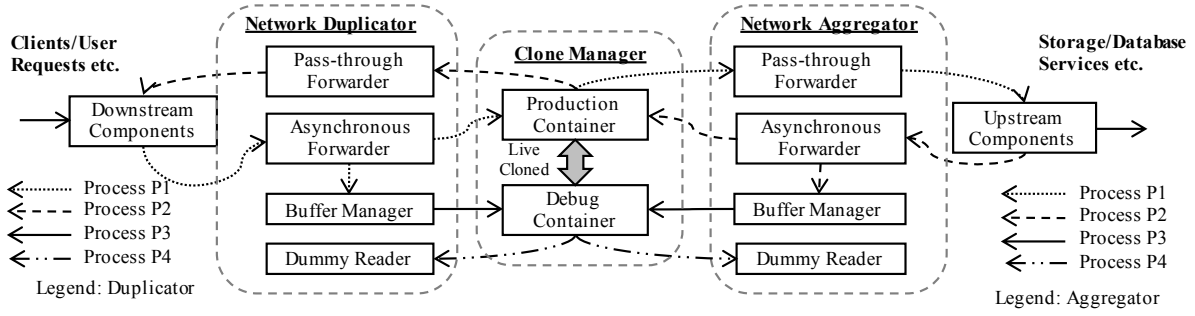 Network Duplicator
Clone Manager
Network Aggregator
Clients/User
Requests etc.
Storage/Database
Services etc.
Pass-through
Forwarder
Pass-through
Forwarder
Downstream
Components
Production
Container
Upstream
Components
Asynchronous
Forwarder
Asynchronous
Forwarder
Live
Cloned
Buffer Manager
Debug
Container
Buffer Manager
Dummy Reader
Dummy Reader
Process P1
Process P2
Process P3
Process P4
Legend: Duplicator
Process P1
Process P2
Process P3
Process P4
Legend: Aggregator